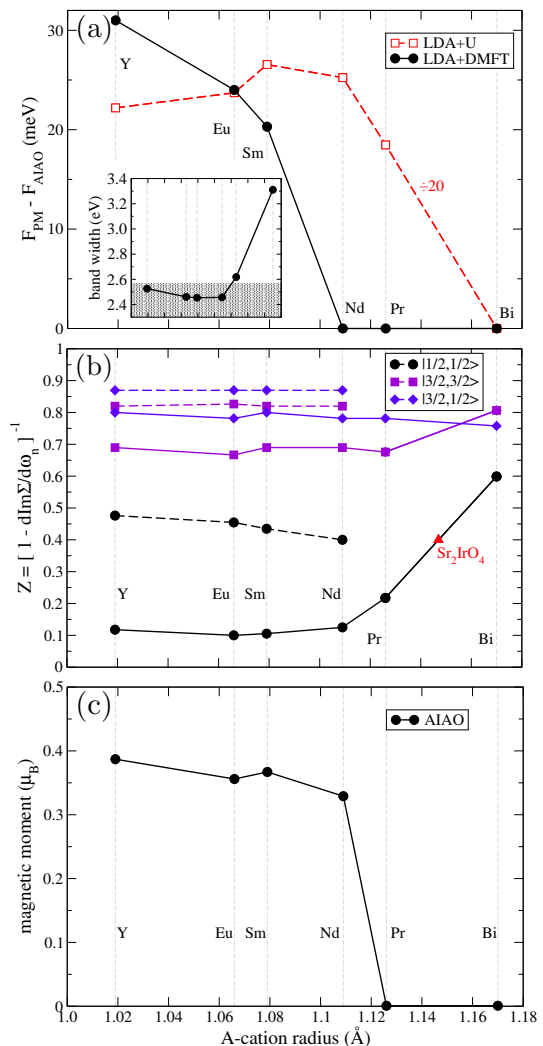 (a)
LDA+U
LDA+DMFT
Y
Eu
Sm
÷20
Nd
Pr
Bi
30
20
10
0
F_PM - F_AIAO (meV)
3.4
3.2
3.0
2.8
2.6
2.4
band width (eV)
(b)
|1/2,1/2>
|3/2,3/2>
|3/2,1/2>
1
0.9
0.8
0.7
0.6
0.5
0.4
0.3
0.2
0.1
0
Z = [ 1 - dImΣ/dω_n ]^-1
Sr_2IrO_4
Y
Eu
Sm
Nd
Pr
Bi
(c)
AIAO
0.5
0.4
0.3
0.2
0.1
0
magnetic moment (μ_B)
Y
Eu
Sm
Nd
Pr
Bi
1.0 1.02 1.04 1.06 1.08 1.10 1.11 1.12 1.14 1.16 1.18
A-cation radius (Å)